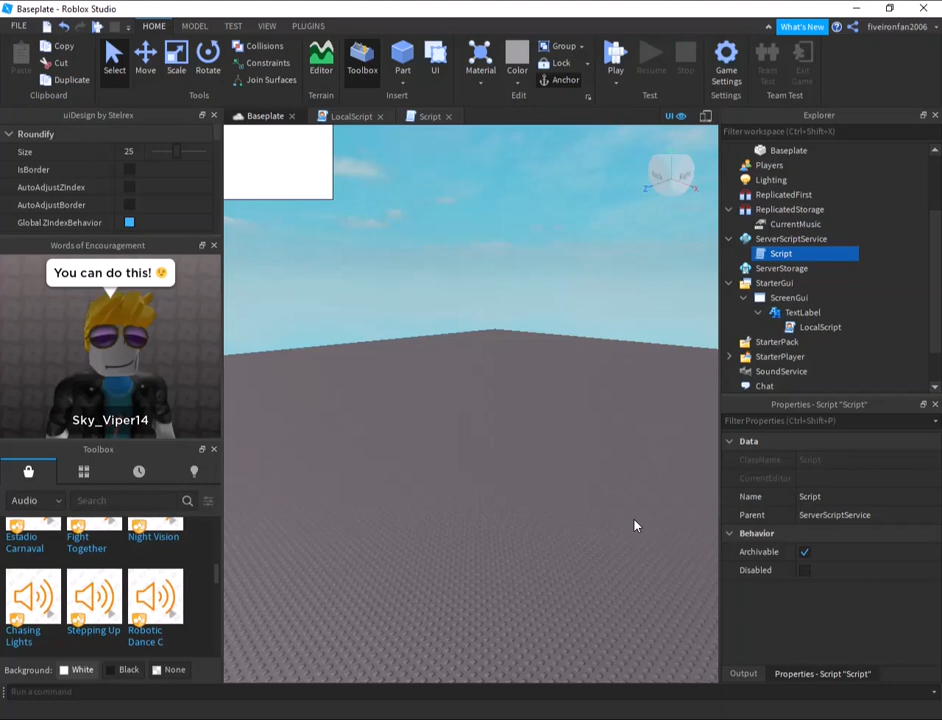 Baseplate - Roblox Studio
FILE HOME MODEL TEST VIEW PLUGINS What's New fiveironfan2006
Paste Copy Cut Duplicate Clipboard
Select Move Scale Rotate Collisions Constraints Join Surfaces Tools
Editor Terrain
Toolbox Part UI Insert
Material Color Group Lock Anchor Edit
Play Resume Stop Test
Game Settings Settings
Team Test Exit Game Team Test
uiDesign by Stelrex
Roundify
Size 25
IsBorder
AutoAdjustZIndex
AutoAdjustBorder
Global ZIndexBehavior
Words of Encouragement
You can do this! 😉
Sky_Viper14
Toolbox
Audio Search
Estadio Carnaval
Fight Together
Night Vision
Chasing Lights
Stepping Up
Robotic Dance C
Background: White Black None
Run a command
Baseplate LocalScript Script UI
Z X
Explorer
Filter workspace (Ctrl+Shift+X)
Baseplate
Players
Lighting
ReplicatedFirst
ReplicatedStorage
CurrentMusic
ServerScriptService
Script
ServerStorage
StarterGui
ScreenGui
TextLabel
LocalScript
StarterPack
StarterPlayer
SoundService
Chat
Properties - Script "Script"
Filter Properties (Ctrl+Shift+P)
Data
ClassName Script
CurrentEditor
Name Script
Parent ServerScriptService
Behavior
Archivable
Disabled
Output Properties - Script "Script"